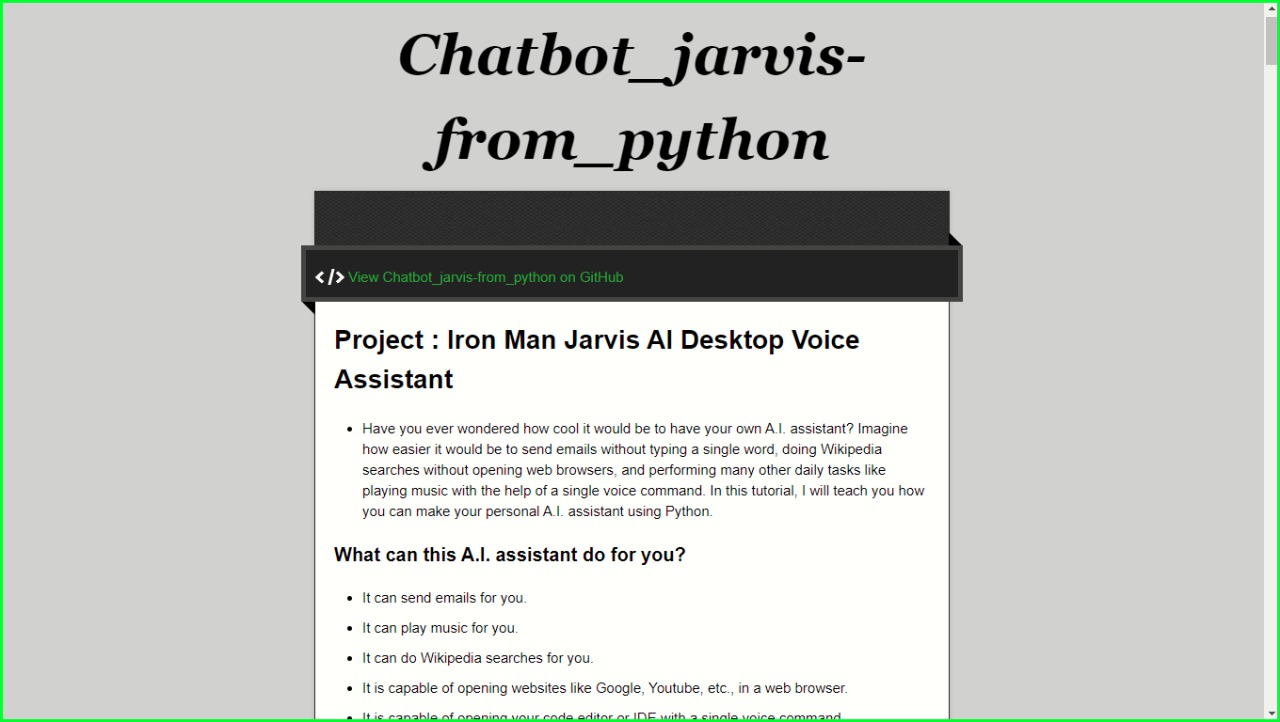 Chatbot_jarvis-
from_python
</> View Chatbot_jarvis-from_python on GitHub
Project : Iron Man Jarvis AI Desktop Voice
Assistant
• Have you ever wondered how cool it would be to have your own A.I. assistant? Imagine
how easier it would be to send emails without typing a single word, doing Wikipedia
searches without opening web browsers, and performing many other daily tasks like
playing music with the help of a single voice command. In this tutorial, I will teach you how
you can make your personal A.I. assistant using Python.
What can this A.I. assistant do for you?
• It can send emails for you.
• It can play music for you.
• It can do Wikipedia searches for you.
• It is capable of opening websites like Google, Youtube, etc., in a web browser.
• It is capable of opening your code editor or IDE with a single voice command.